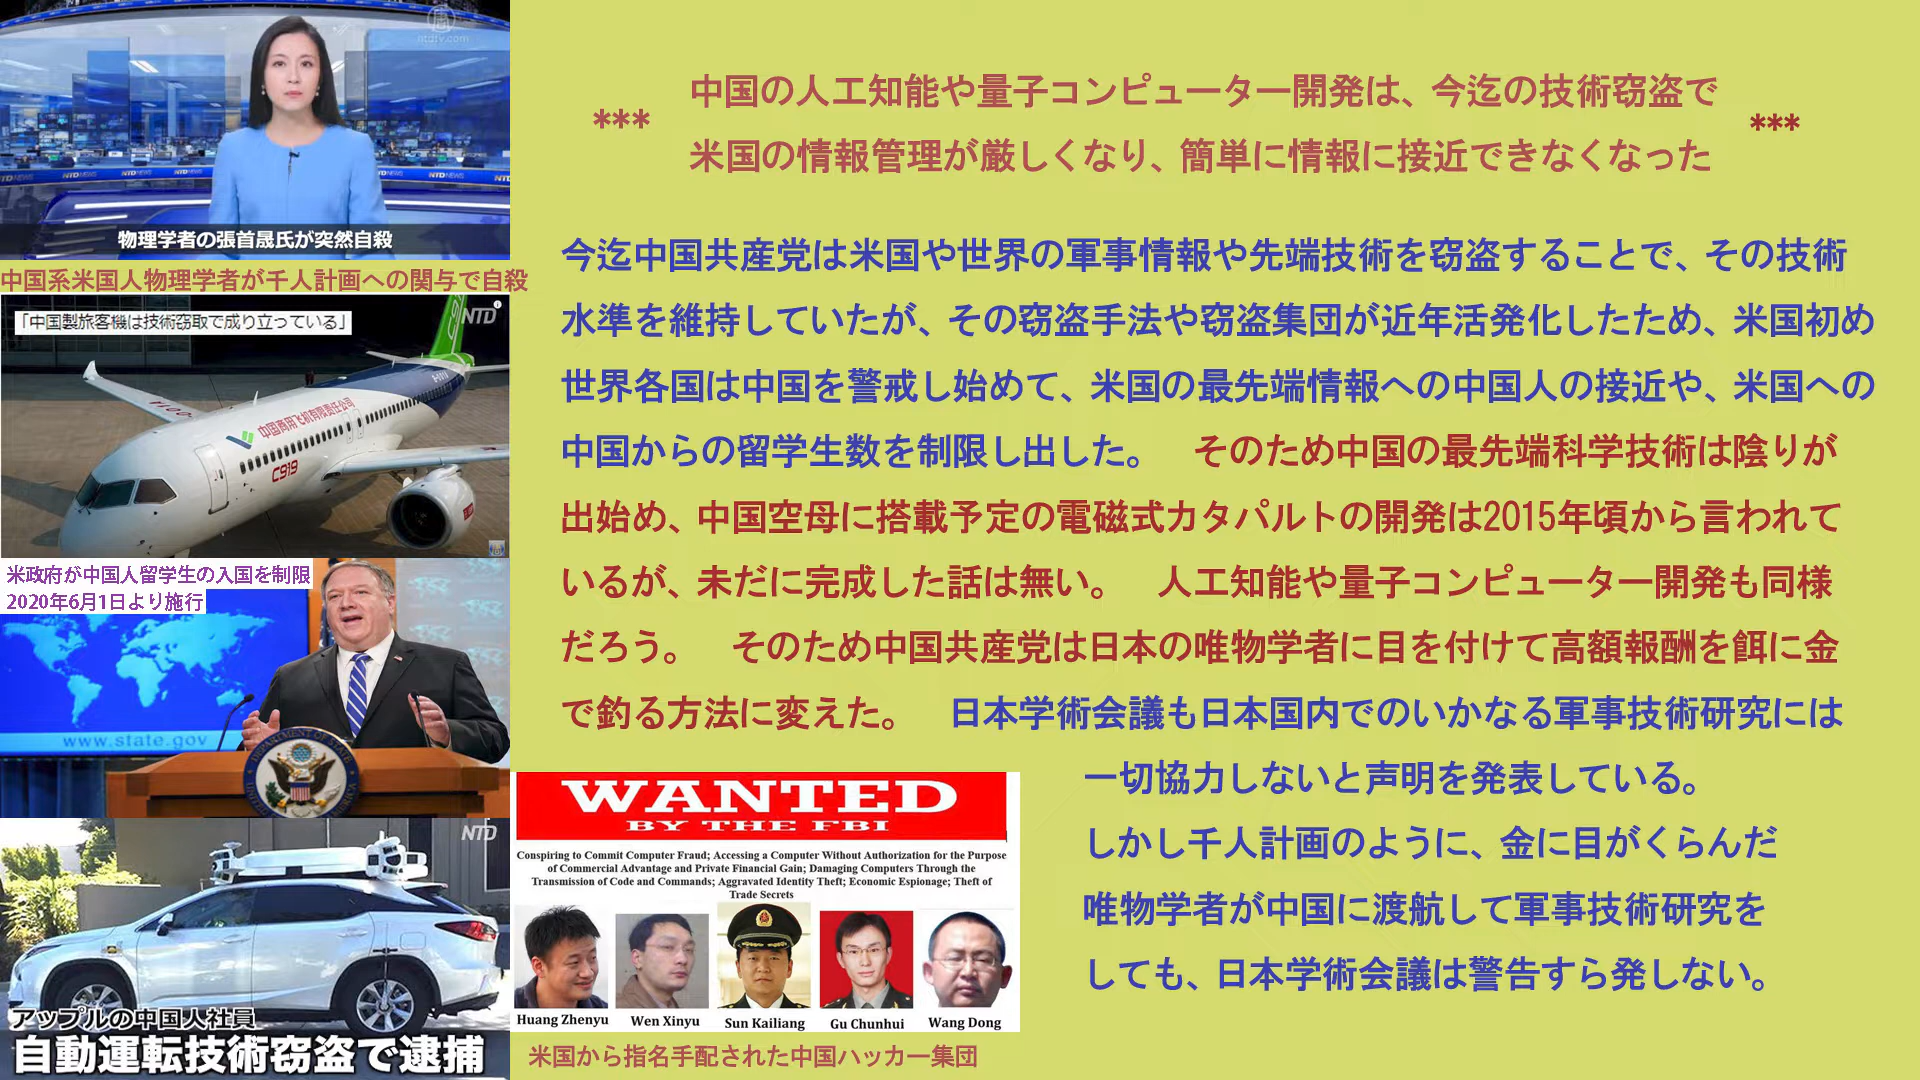 *** 中国の人工知能や量子コンピューター開発は、今迄の技術窃盗で ***
米国の情報管理が厳しくなり、簡単に情報に接近できなくなった
今迄中国共産党は米国や世界の軍事情報や先端技術を窃盗することで、その技術
水準を維持していたが、その窃盗手法や窃盗集団が近年活発化したため、米国初め
世界各国は中国を警戒し始めて、米国の最先端情報への中国人の接近や、米国への
中国からの留学生数を制限し出した。　そのため中国の最先端科学技術は陰りが
出始め、中国空母に搭載予定の電磁式カタパルトの開発は2015年頃から言われて
いるが、未だに完成した話は無い。　人工知能や量子コンピューター開発も同様
だろう。　そのため中国共産党は日本の唯物学者に目を付けて高額報酬を餌に金
で釣る方法に変えた。　日本学術会議も日本国内でのいかなる軍事技術研究には
一切協力しないと声明を発表している。
しかし千人計画のように、金に目がくらんだ
唯物学者が中国に渡航して軍事技術研究を
しても、日本学術会議は警告すら発しない。
ntdtv.com
NTD NEWS
物理学者の張首晟氏が突然自殺
中国系米国人物理学者が千人計画への関与で自殺
「中国製旅客機は技術窃取で成り立っている」
NTD
中国商用飞机有限责任公司
C919
米政府が中国人留学生の入国を制限
2020年6月1日より施行
www.state.gov
DEPARTMENT OF STATE
NTD
アップルの中国人社員
自動運転技術窃盗で逮捕
WANTED
BY THE FBI
Conspiring to Commit Computer Fraud; Accessing a Computer Without Authorization for the Purpose
of Commercial Advantage and Private Financial Gain; Damaging Computers Through the
Transmission of Code and Commands; Aggravated Identity Theft; Economic Espionage; Theft of
Trade Secrets
Huang Zhenyu Wen Xinyu Sun Kailiang Gu Chunhui Wang Dong
米国から指名手配された中国ハッカー集団